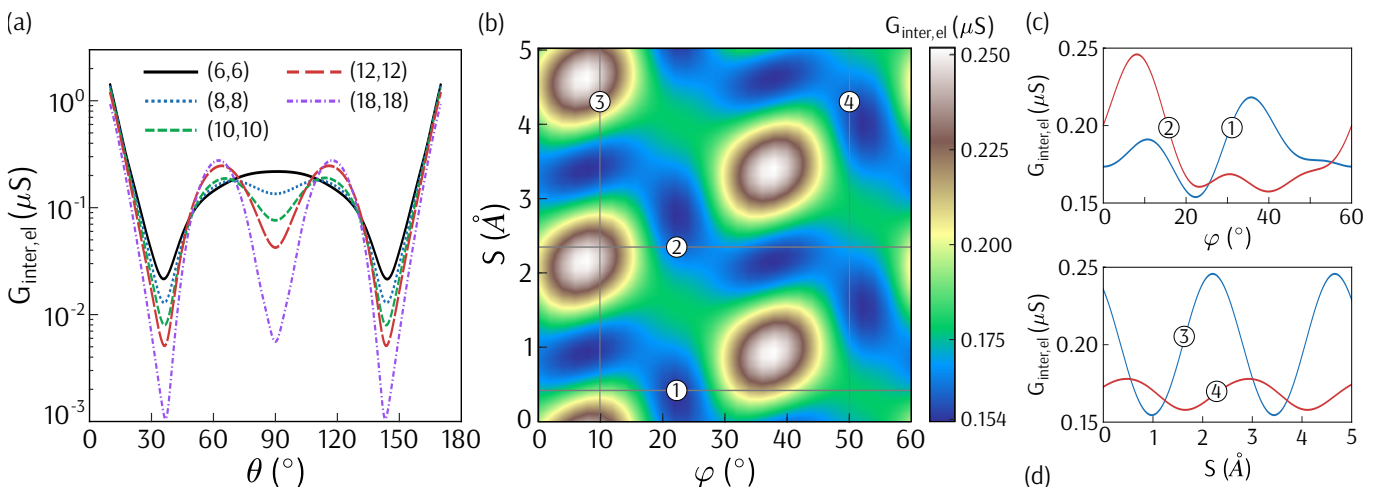 (a)
G_inter,el (μS)
10^0
10^-1
10^-2
10^-3
(6,6)
(8,8)
(10,10)
(12,12)
(18,18)
0 30 60 90 120 150 180
θ (°)
(b)
G_inter,el (μS)
S (Å)
5
4
3
2
1
0
3
4
2
1
0 10 20 30 40 50 60
φ (°)
0.250
0.225
0.200
0.175
0.154
(c)
G_inter,el (μS)
0.25
0.20
0.15
2
1
0 20 40 60
φ (°)
G_inter,el (μS)
0.25
0.20
0.15
3
4
0 1 2 3 4 5
S (Å)
(d)